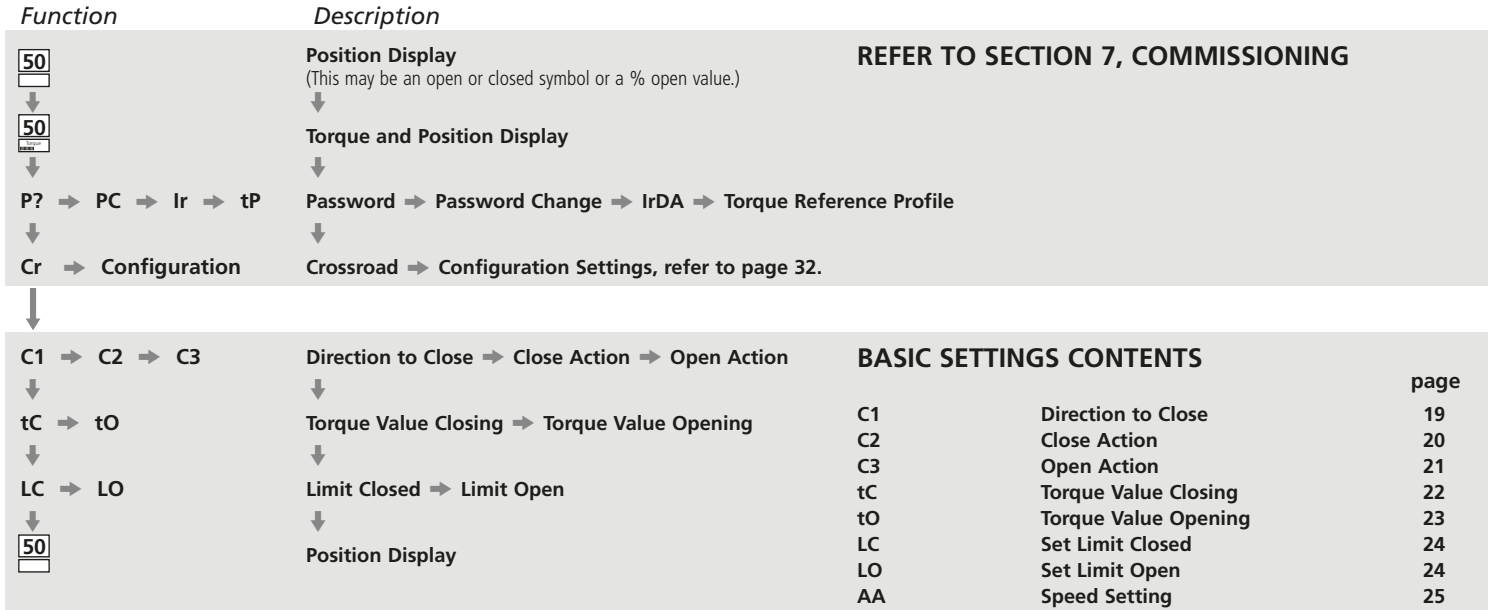 Function Description
50 Position Display REFER TO SECTION 7, COMMISSIONING
(This may be an open or closed symbol or a % open value.)
50 Torque and Position Display
Torque
P? PC Ir tP Password Password Change IrDA Torque Reference Profile
Cr Configuration Crossroad Configuration Settings, refer to page 32.
C1 C2 C3 Direction to Close Close Action Open Action BASIC SETTINGS CONTENTS
page
C1 Direction to Close 19
tC tO Torque Value Closing Torque Value Opening
C2 Close Action 20
C3 Open Action 21
LC LO Limit Closed Limit Open
tC Torque Value Closing 22
tO Torque Value Opening 23
50 Position Display
LC Set Limit Closed 24
LO Set Limit Open 24
AA Speed Setting 25